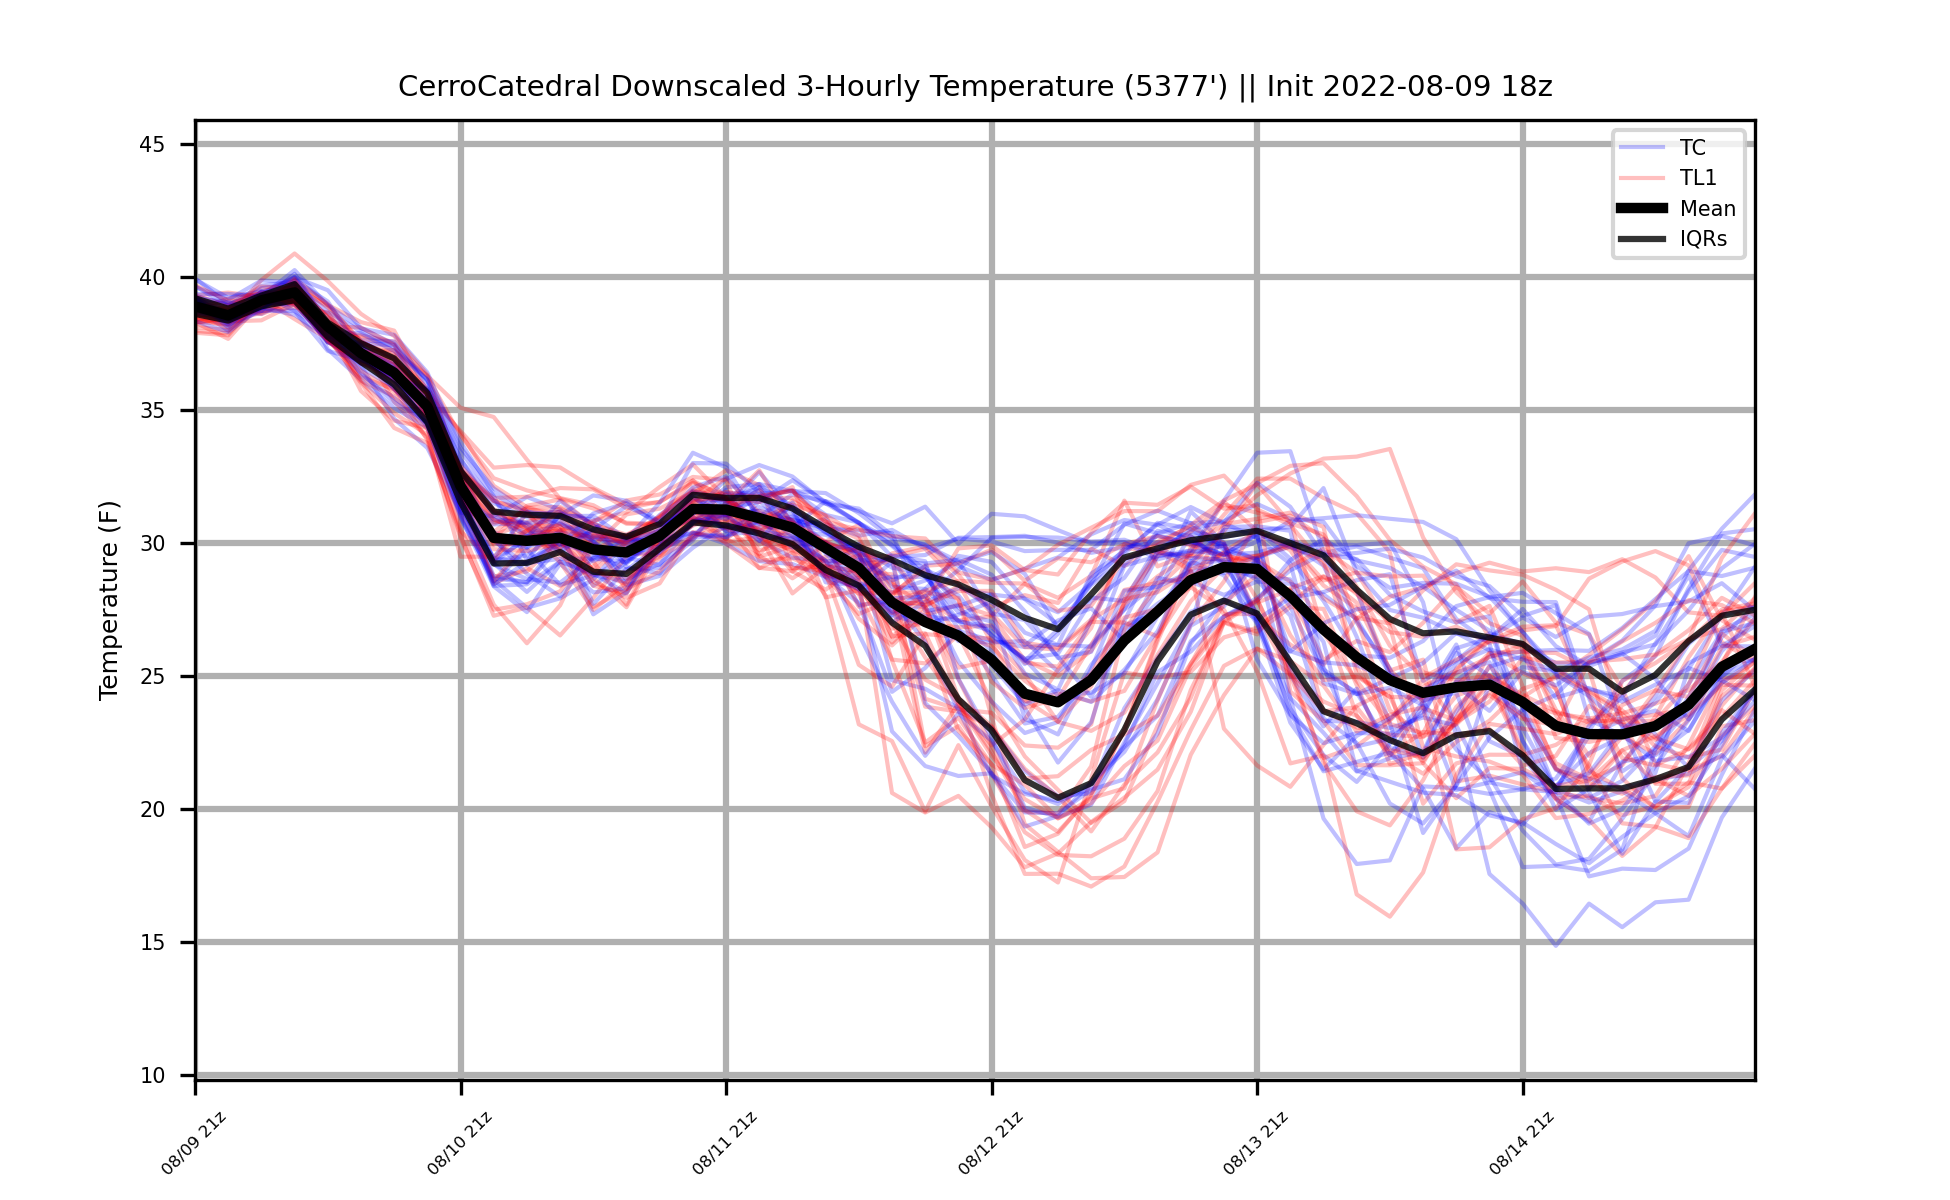 CerroCatedral Downscaled 3-Hourly Temperature (5377') || Init 2022-08-09 18z
TC
TL1
Mean
IQRs
Temperature (F)
45
40
35
30
25
20
15
10
08/09 21z
08/10 21z
08/11 21z
08/12 21z
08/13 21z
08/14 21z